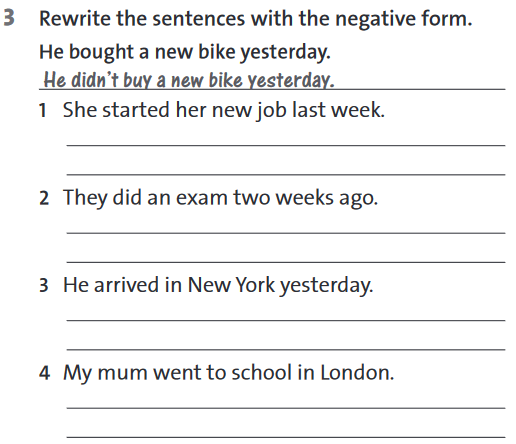 3 Rewrite the sentences with the negative form.
He bought a new bike yesterday.
He didn't buy a new bike yesterday.
1 She started her new job last week.
2 They did an exam two weeks ago.
3 He arrived in New York yesterday.
4 My mum went to school in London.